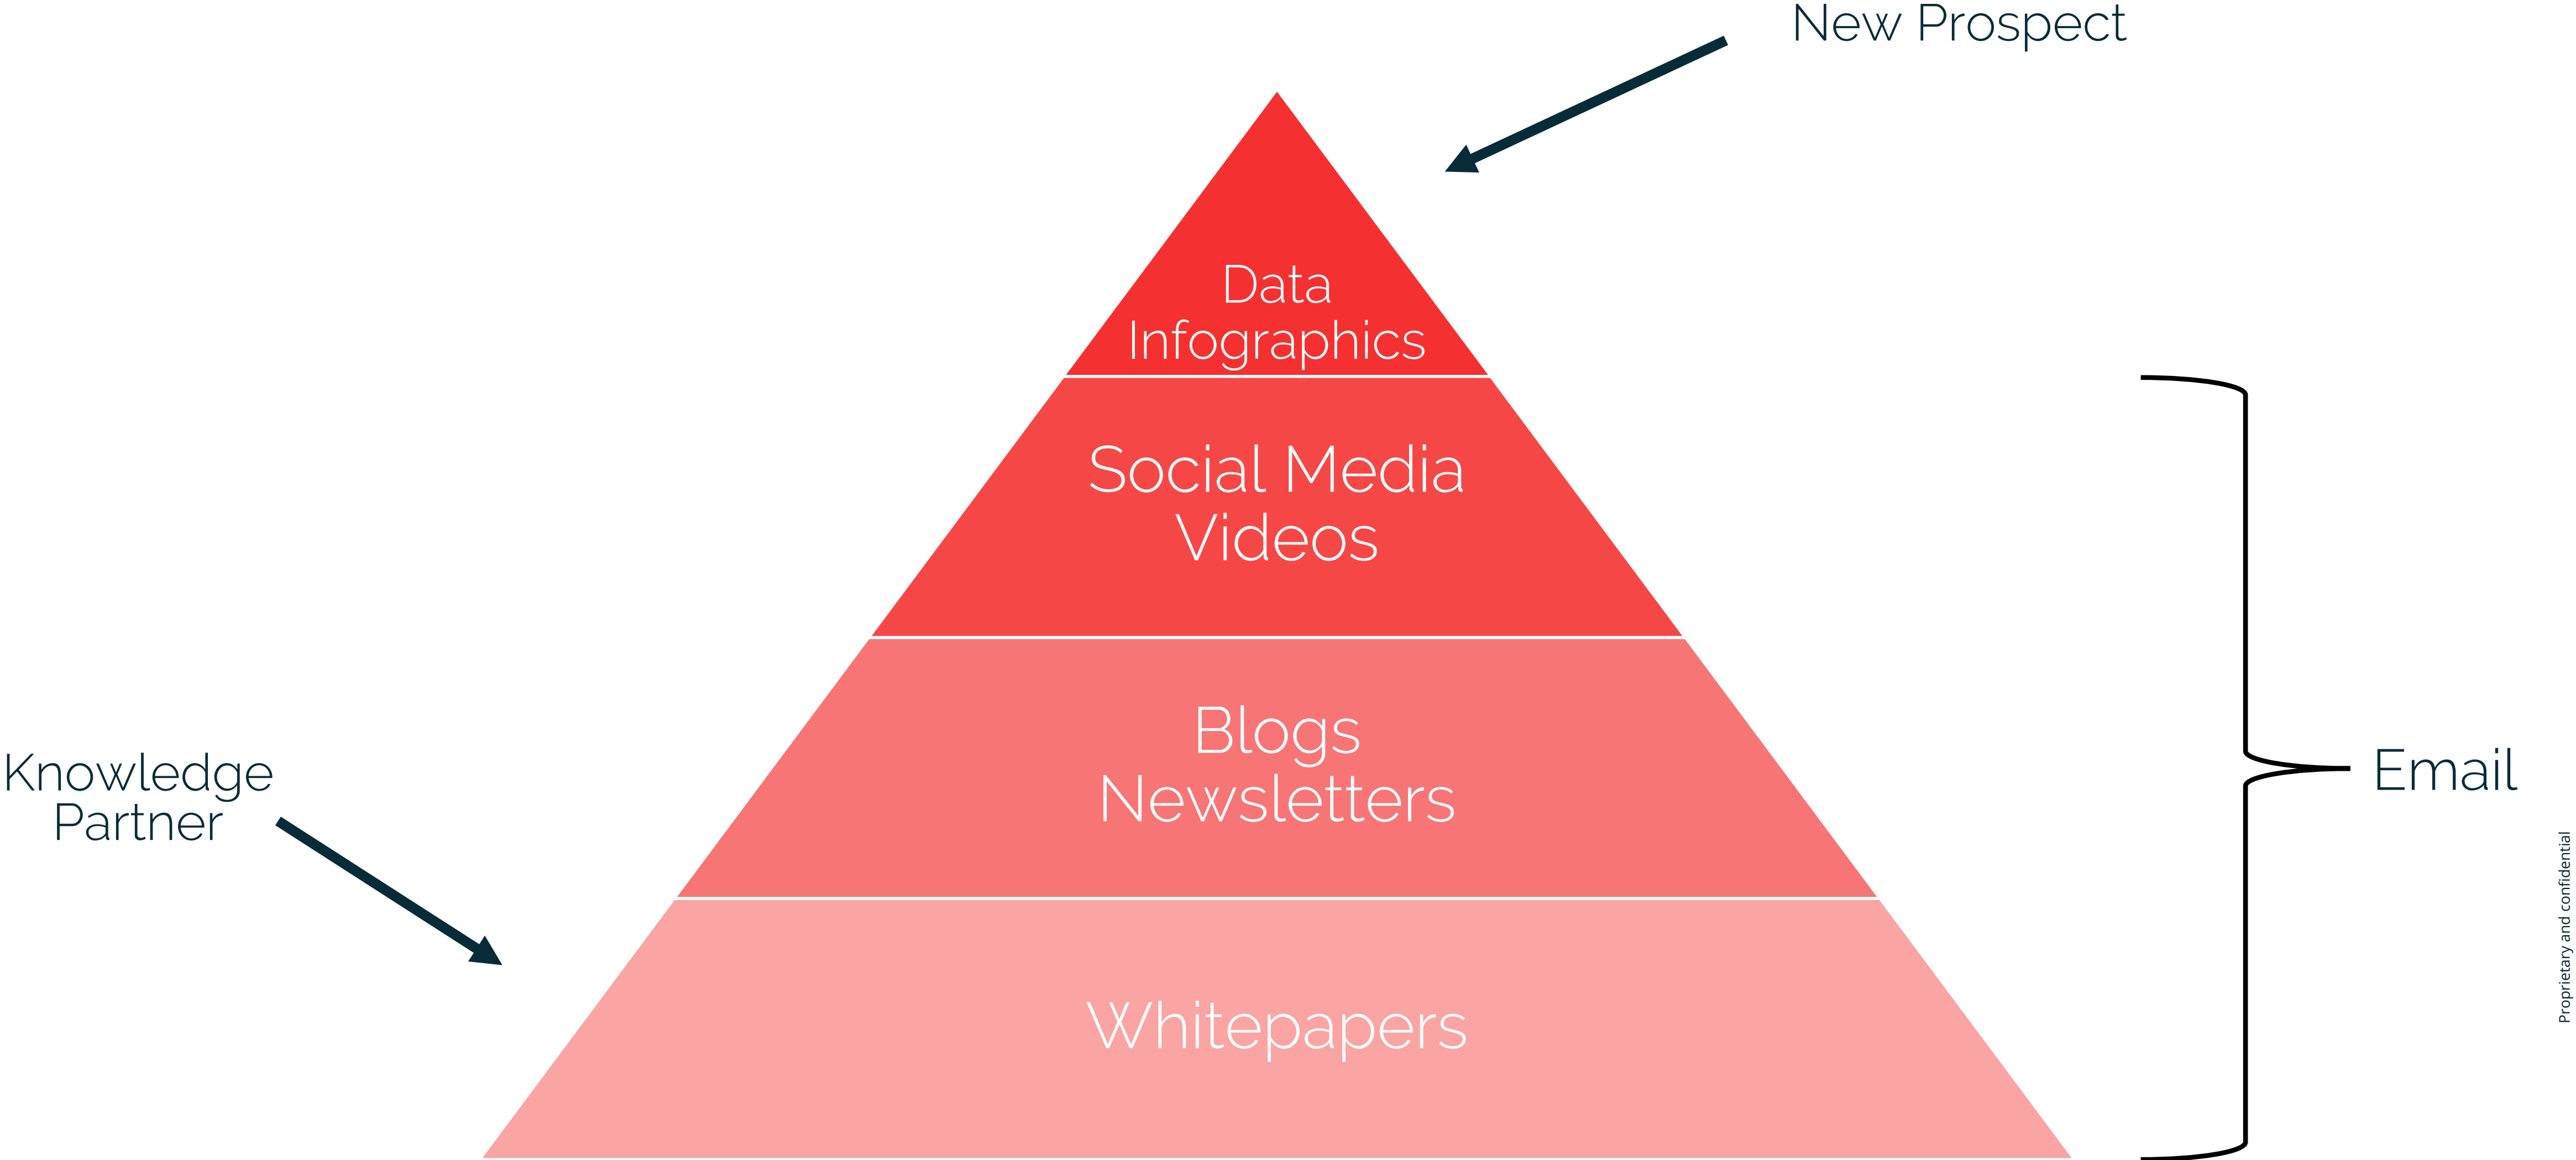 New Prospect
Data
Infographics
Social Media
Videos
Blogs
Newsletters
Knowledge
Partner
Email
Whitepapers
Proprietary and confidential